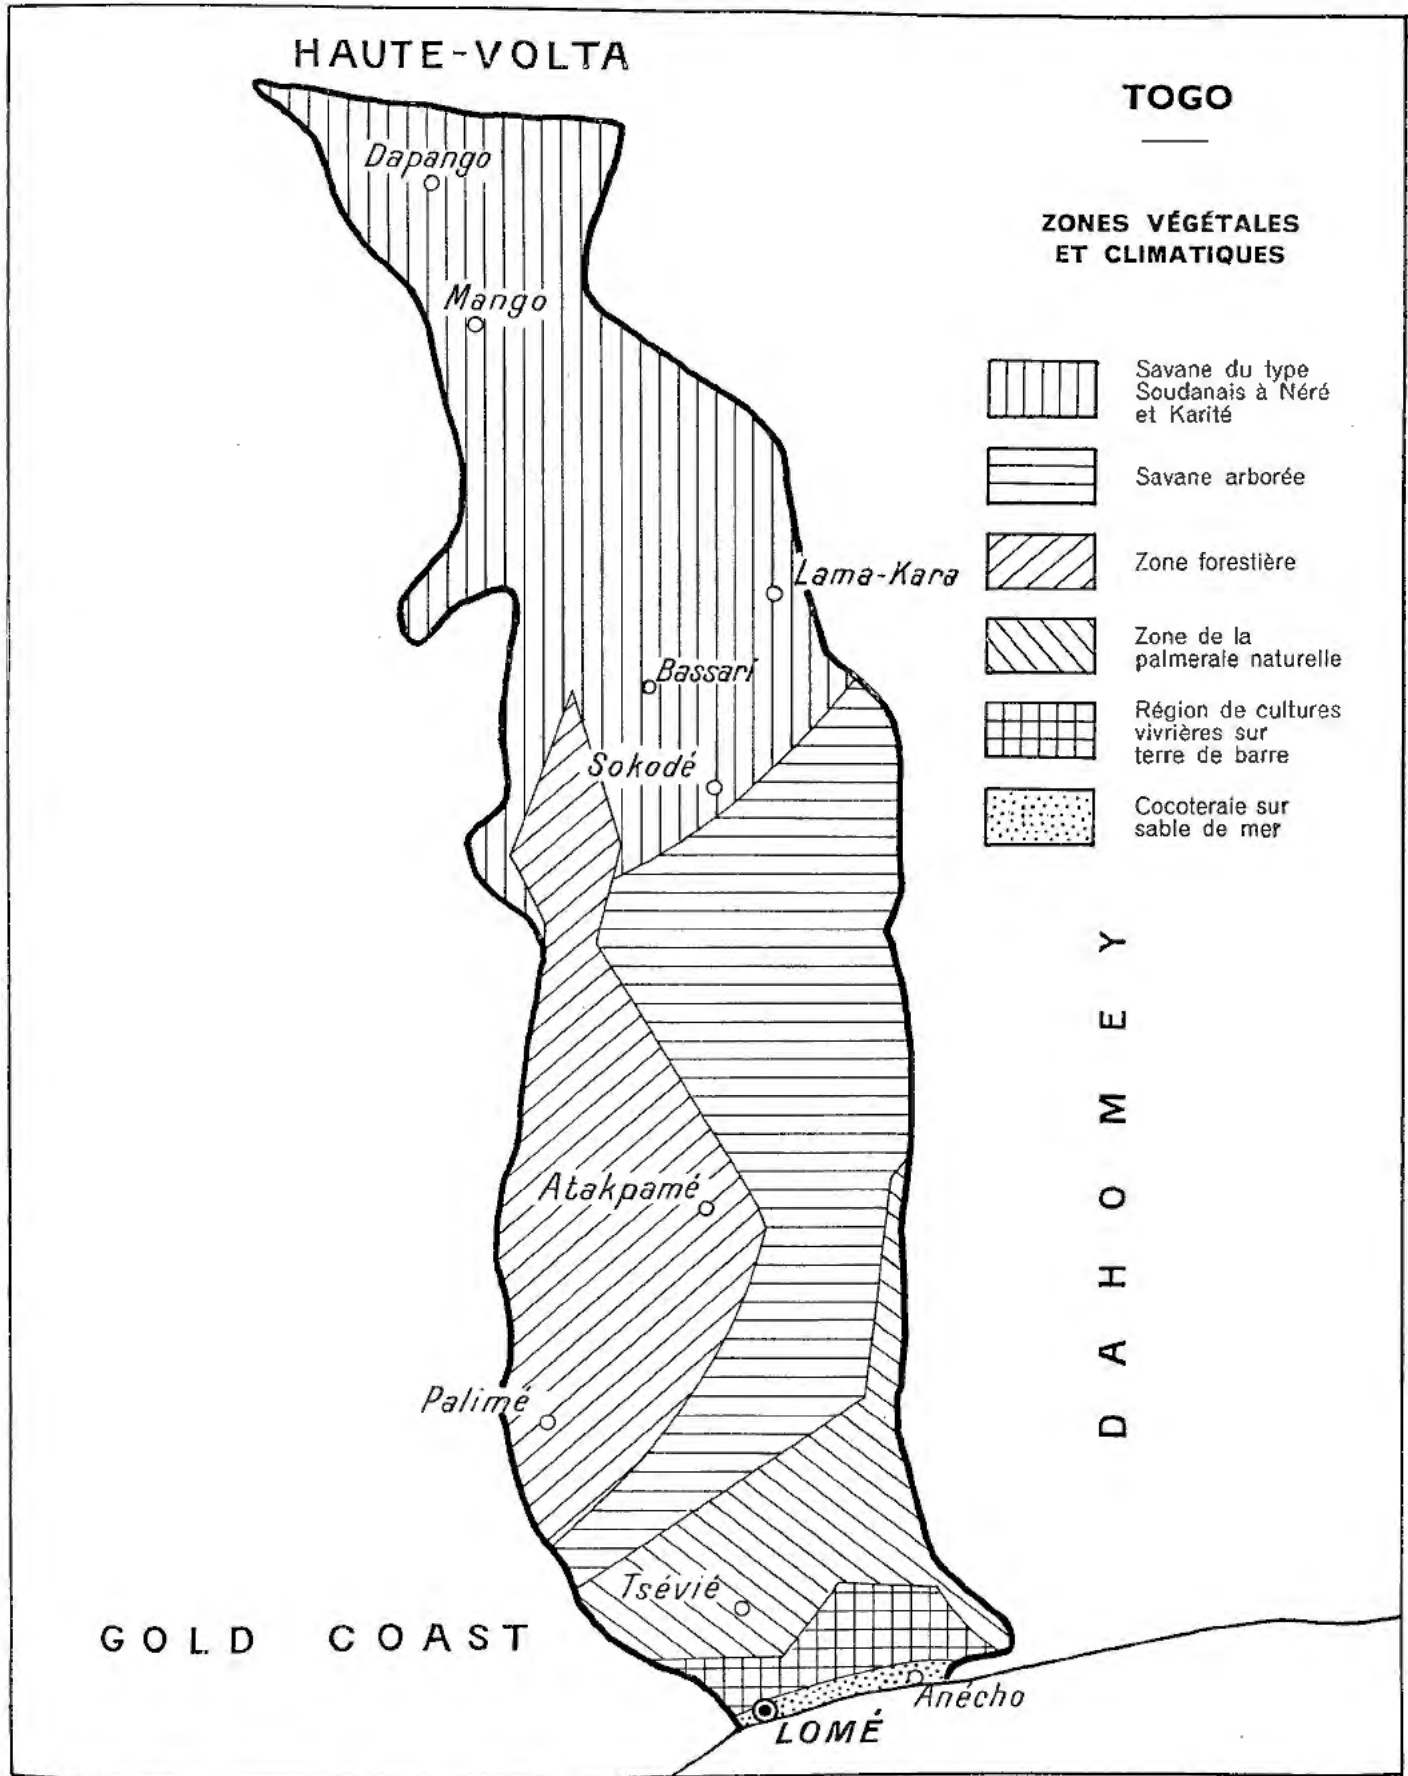 HAUTE-VOLTA
TOGO
ZONES VÉGÉTALES
ET CLIMATIQUES
Dapango
Mango
Savane du type
Soudanais à Néré
et Karité
Savane arborée
Zone forestière
Zone de la
palmeraie naturelle
Région de cultures
vivrières sur
terre de barre
Cocoteraie sur
sable de mer
Lama-Kara
Bassari
Sokodé
DAHOMEY
Atakpamé
Palimé
Tsévié
GOLD COAST
Anécho
LOMÉ